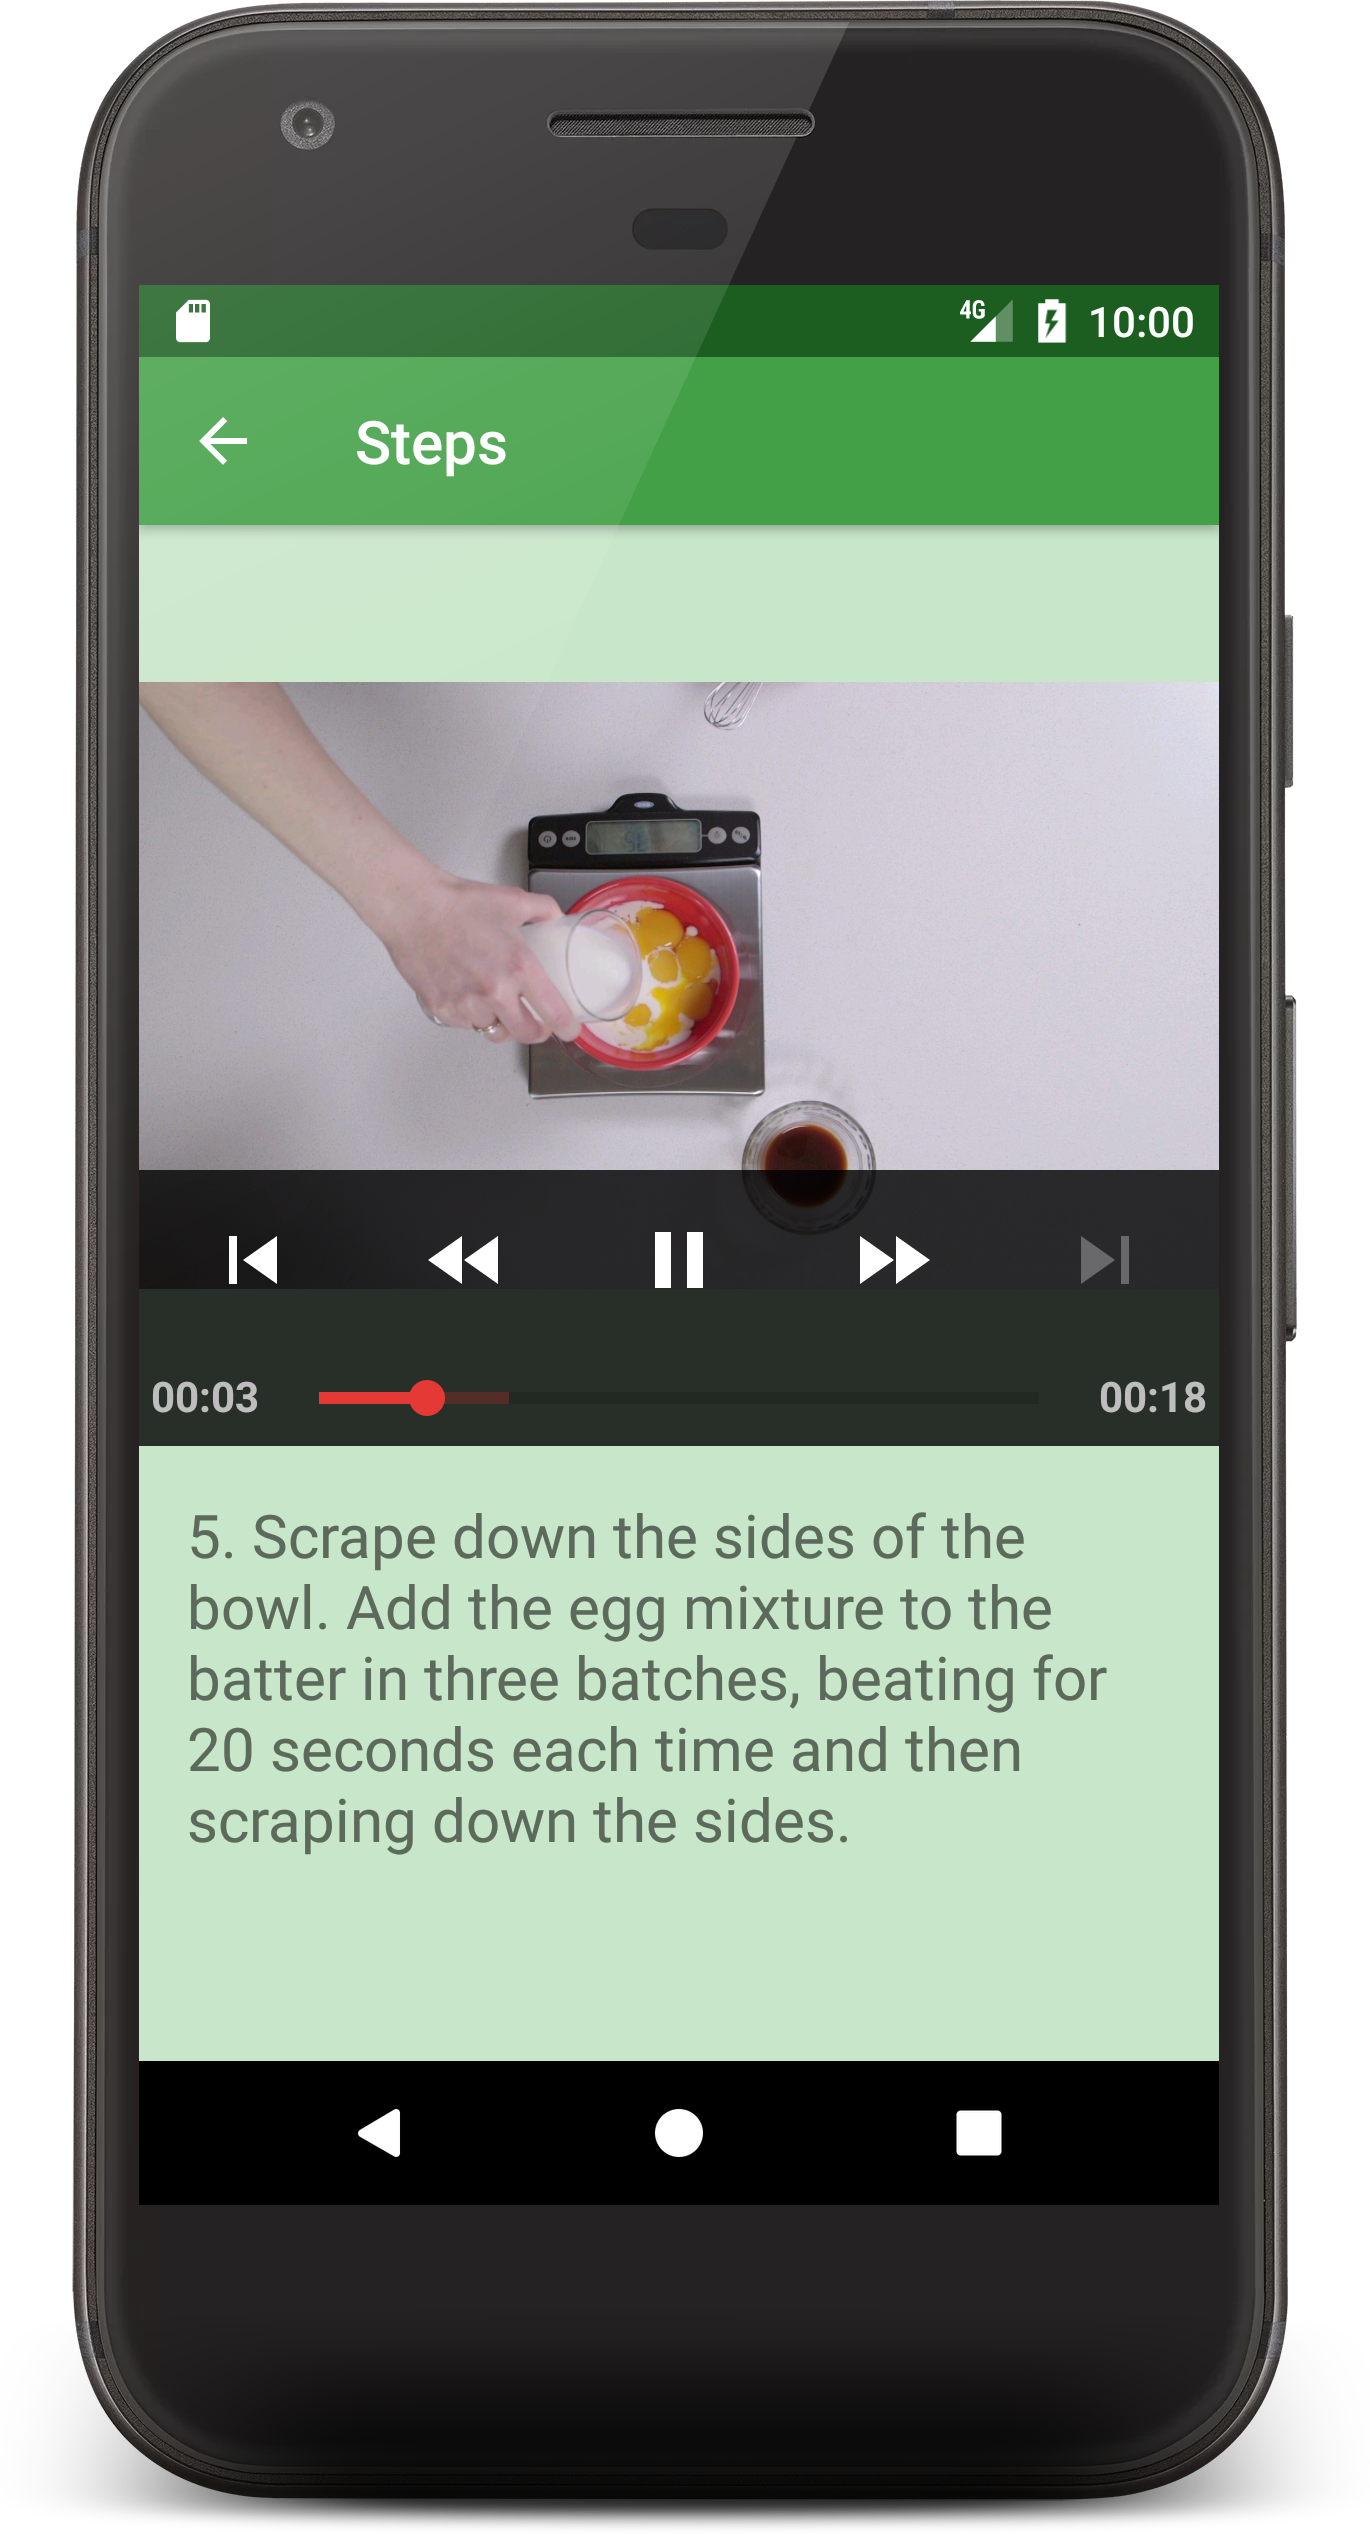 4G 10:00
Steps
00:03 00:18
5. Scrape down the sides of the
bowl. Add the egg mixture to the
batter in three batches, beating for
20 seconds each time and then
scraping down the sides.